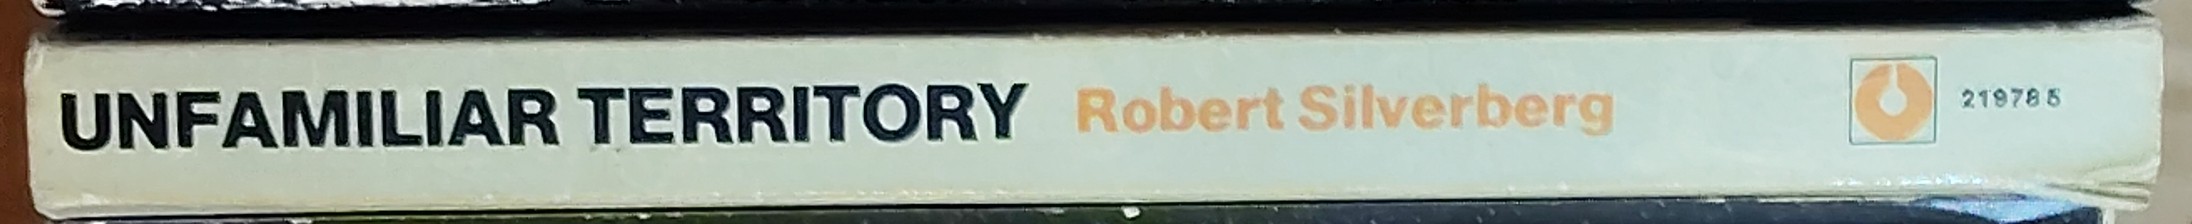 UNFAMILIAR TERRITORY Robert Silverberg 219785